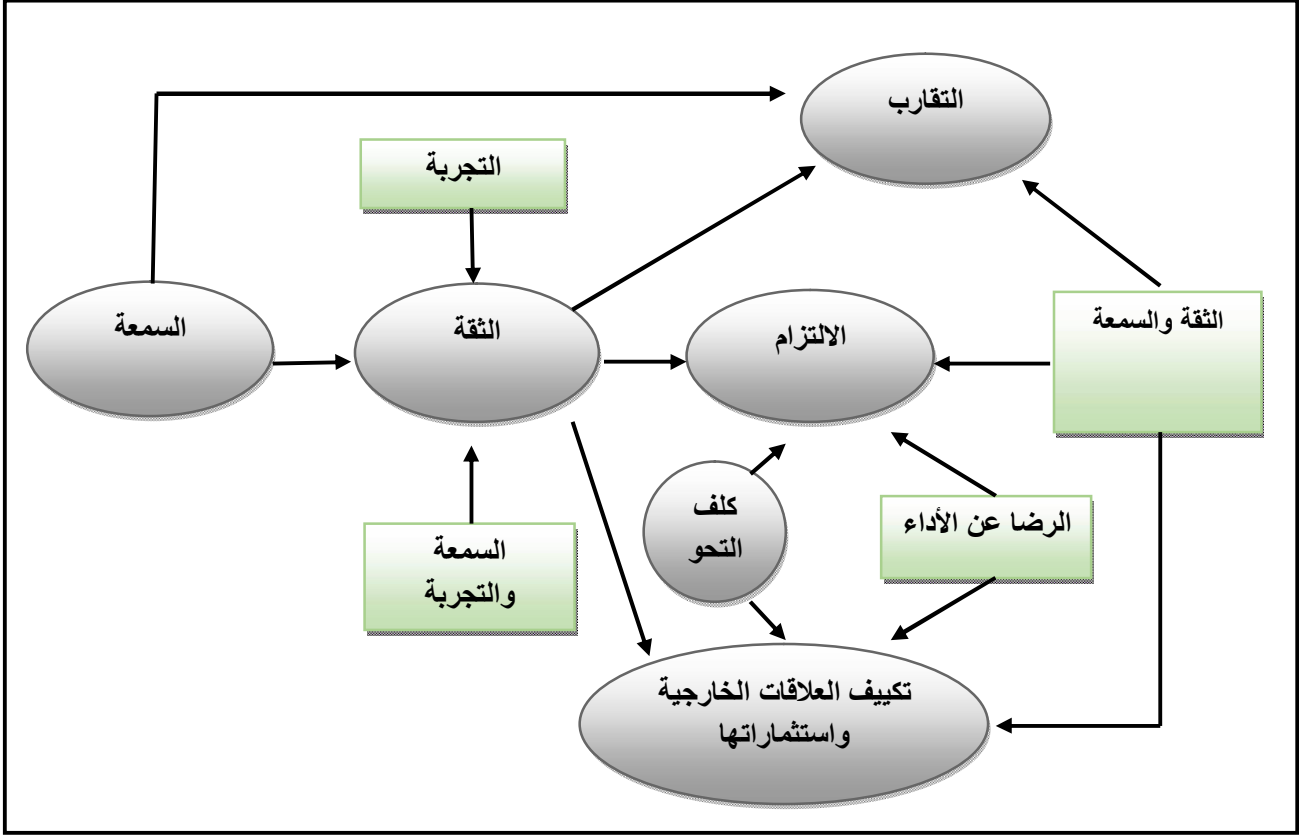 التقارب
التجربة
السمعة
الثقة
الالتزام
الثقة والسمعة
كلف
التحو
الرضا عن الأداء
السمعة
والتجربة
تكييف العلاقات الخارجية
واستثماراتها